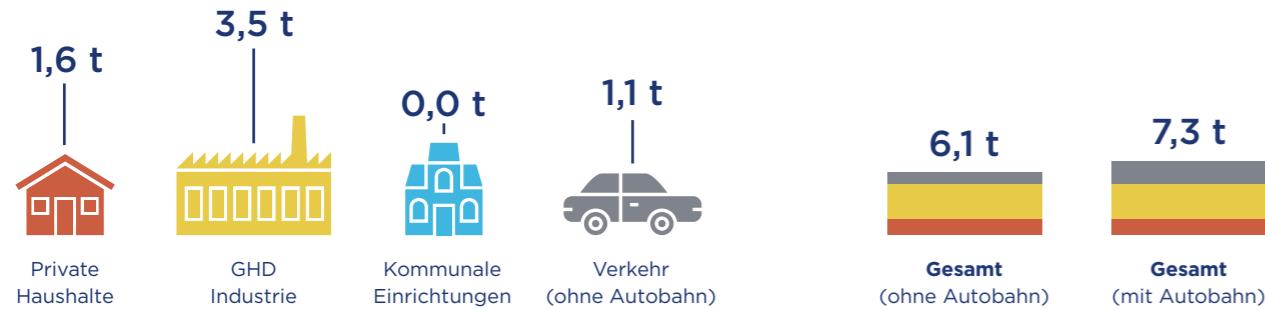 1,6 t
Private
Haushalte
3,5 t
GHD
Industrie
0,0 t
Kommunale
Einrichtungen
1,1 t
Verkehr
(ohne Autobahn)
6,1 t
Gesamt
(ohne Autobahn)
7,3 t
Gesamt
(mit Autobahn)